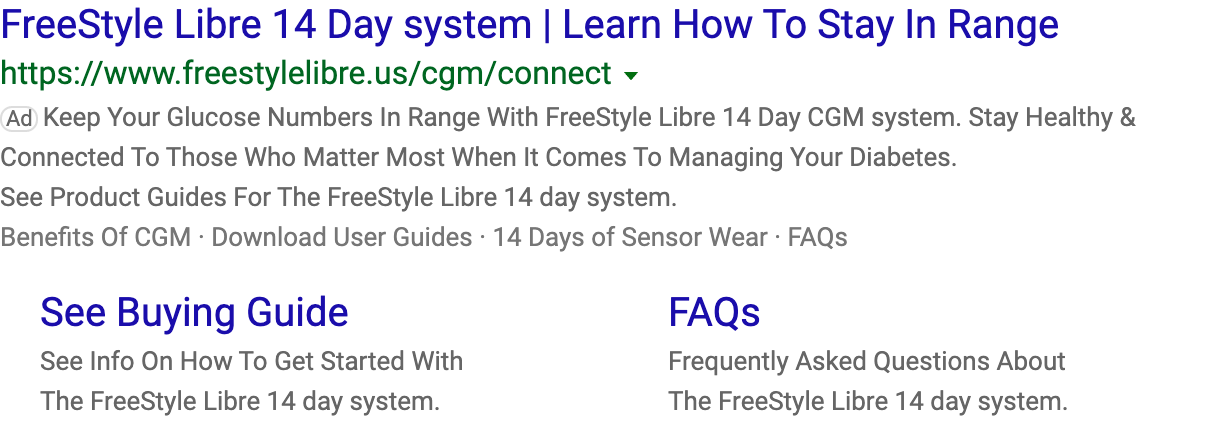 FreeStyle Libre 14 Day system | Learn How To Stay In Range
https://www.freestylelibre.us/cgm/connect
Ad Keep Your Glucose Numbers In Range With FreeStyle Libre 14 Day CGM system. Stay Healthy &
Connected To Those Who Matter Most When It Comes To Managing Your Diabetes.
See Product Guides For The FreeStyle Libre 14 day system.
Benefits Of CGM · Download User Guides · 14 Days of Sensor Wear · FAQs
See Buying Guide
See Info On How To Get Started With
The FreeStyle Libre 14 day system.
FAQs
Frequently Asked Questions About
The FreeStyle Libre 14 day system.